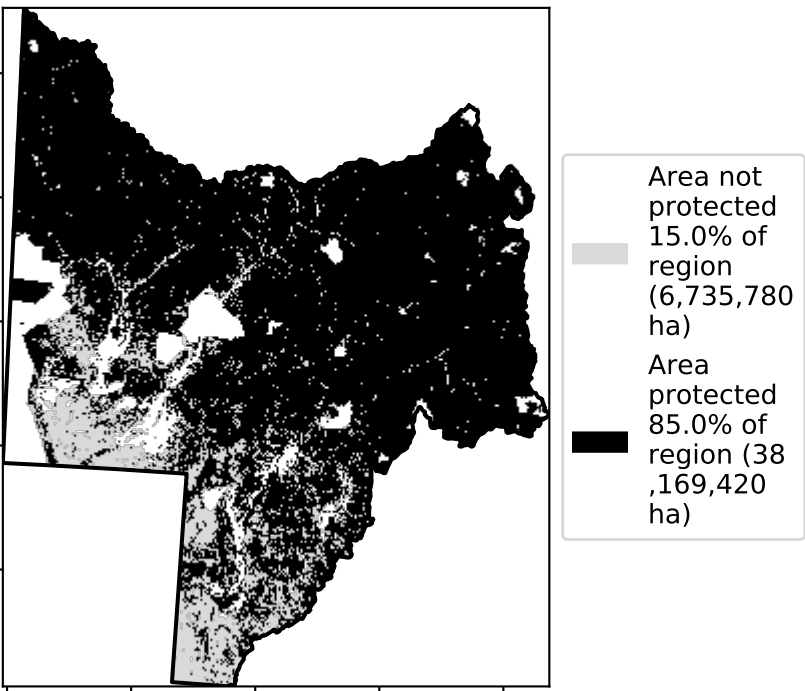 Area not
protected
15.0% of
region
(6,735,780
ha)
Area
protected
85.0% of
region (38
,169,420
ha)